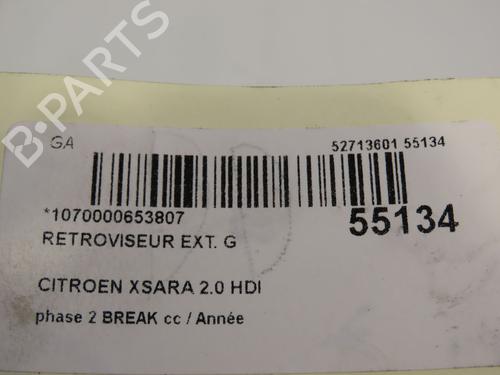 B-PARTS
GA
52713601 55134
*1070000653807
55134
RETROVISEUR EXT. G
CITROEN XSARA 2.0 HDI
phase 2 BREAK cc / Année